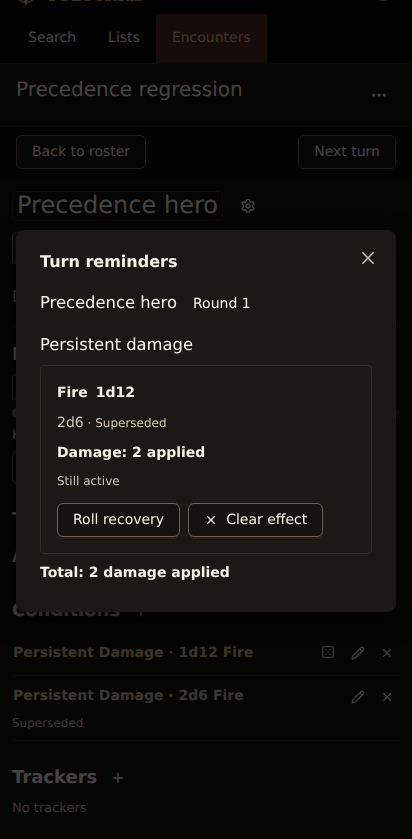 Search Lists Encounters
Precedence regression ...
Back to roster Next turn
Precedence hero
Turn reminders
Precedence hero Round 1
Persistent damage
Fire 1d12
2d6 · Superseded
Damage: 2 applied
Still active
Roll recovery × Clear effect
Total: 2 damage applied
Conditions +
Persistent Damage · 1d12 Fire
Persistent Damage · 2d6 Fire
Superseded
Trackers +
No trackers